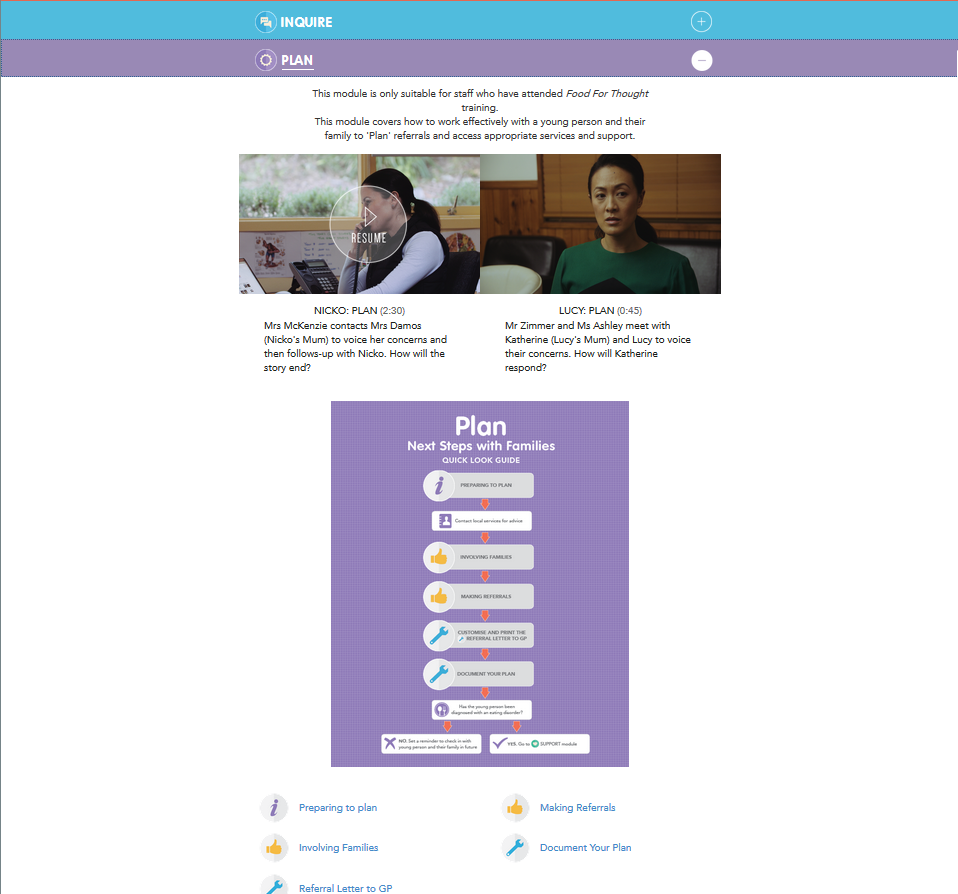 INQUIRE
PLAN
This module is only suitable for staff who have attended Food For Thought
training.
This module covers how to work effectively with a young person and their
family to 'Plan' referrals and access appropriate services and support.
RESUME
NICKO: PLAN (2:30)
Mrs McKenzie contacts Mrs Damos
(Nicko's Mum) to voice her concerns and
then follows-up with Nicko. How will the
story end?
LUCY: PLAN (0:45)
Mr Zimmer and Ms Ashley meet with
Katherine (Lucy's Mum) and Lucy to voice
their concerns. How will Katherine
respond?
Plan
Next Steps with Families
QUICK LOOK GUIDE
PREPARING TO PLAN
Contact local services for advice
INVOLVING FAMILIES
MAKING REFERRALS
CUSTOMISE AND PRINT THE
REFERRAL LETTER TO GP
DOCUMENT YOUR PLAN
Has the young person been
diagnosed with an eating disorder?
NO, Set a reminder to check in with
young person and their family in future
YES, Go to SUPPORT module
Preparing to plan
Making Referrals
Involving Families
Document Your Plan
Referral Letter to GP